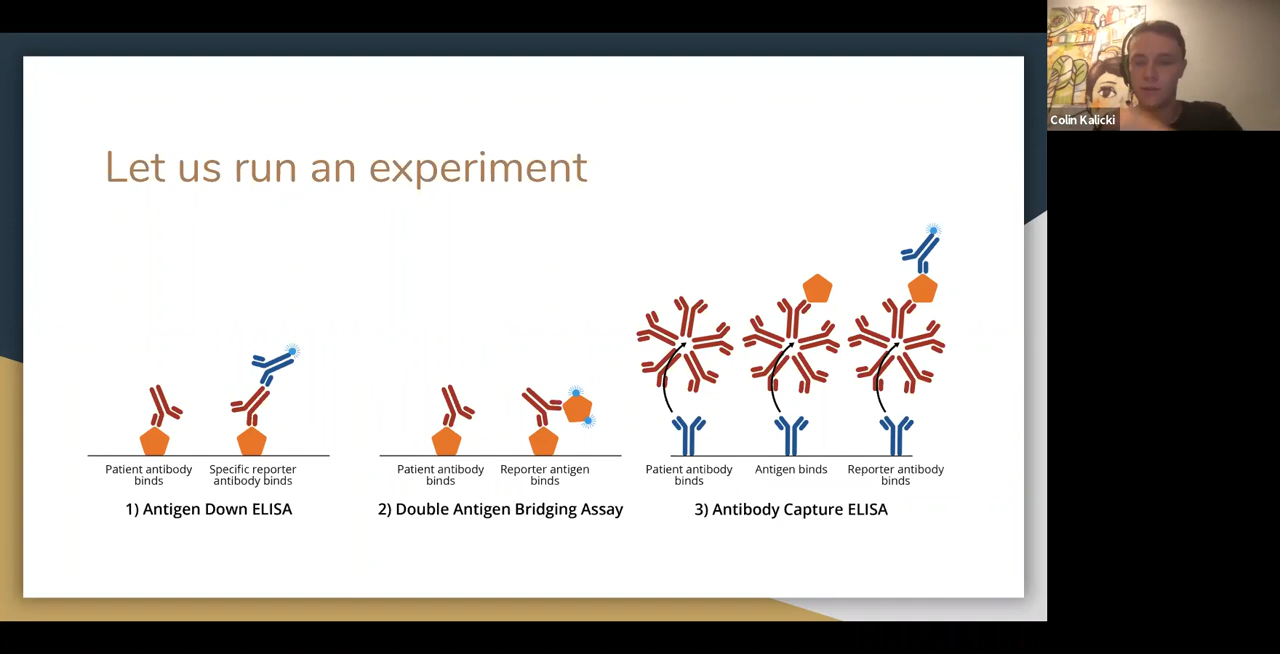 Colin Kalicki
Let us run an experiment
Patient antibody
binds
Specific reporter
antibody binds
1) Antigen Down ELISA
Patient antibody
binds
Reporter antigen
binds
2) Double Antigen Bridging Assay
Patient antibody
binds
Antigen binds
Reporter antibody
binds
3) Antibody Capture ELISA